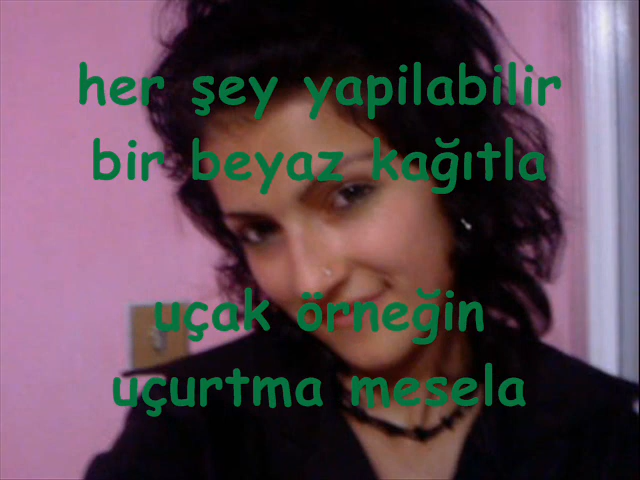 her şey yapilabilir
bir beyaz kağıtla
uçak örneğin
uçurtma mesela